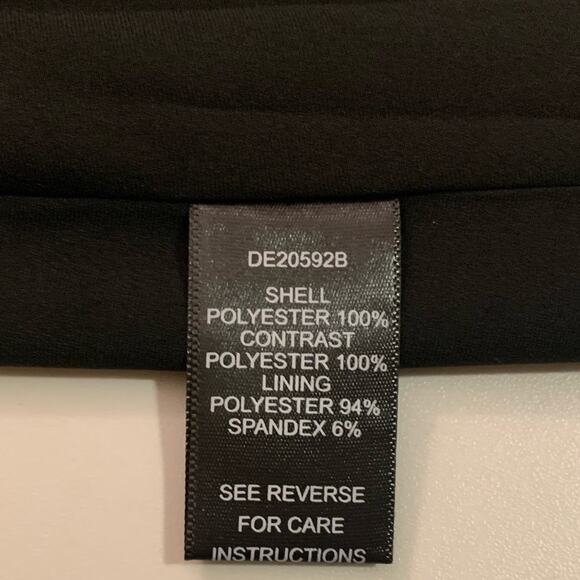 DE20592B
SHELL
POLYESTER 100%
CONTRAST
POLYESTER 100%
LINING
POLYESTER 94%
SPANDEX 6%
SEE REVERSE
FOR CARE
INSTRUCTIONS